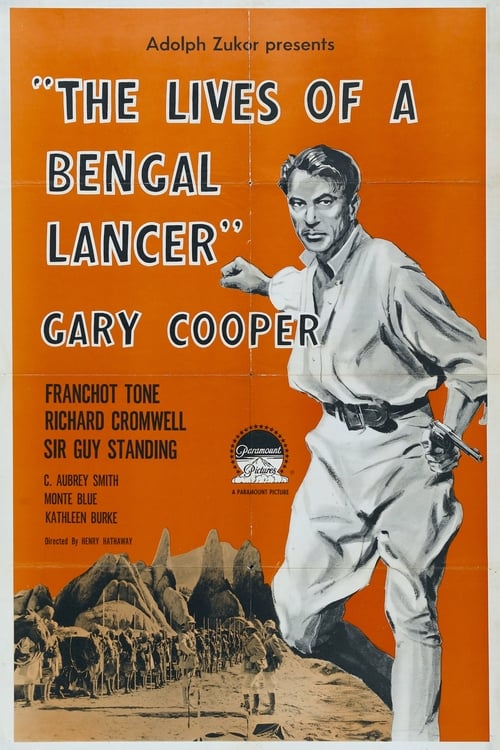 Adolph Zukor presents
"THE LIVES OF A
BENGAL
LANCER"
GARY COOPER
FRANCHOT TONE
RICHARD CROMWELL
SIR GUY STANDING
C. AUBREY SMITH
MONTE BLUE
KATHLEEN BURKE
Directed By HENRY HATHAWAY
Paramount
Pictures
A PARAMOUNT PICTURE